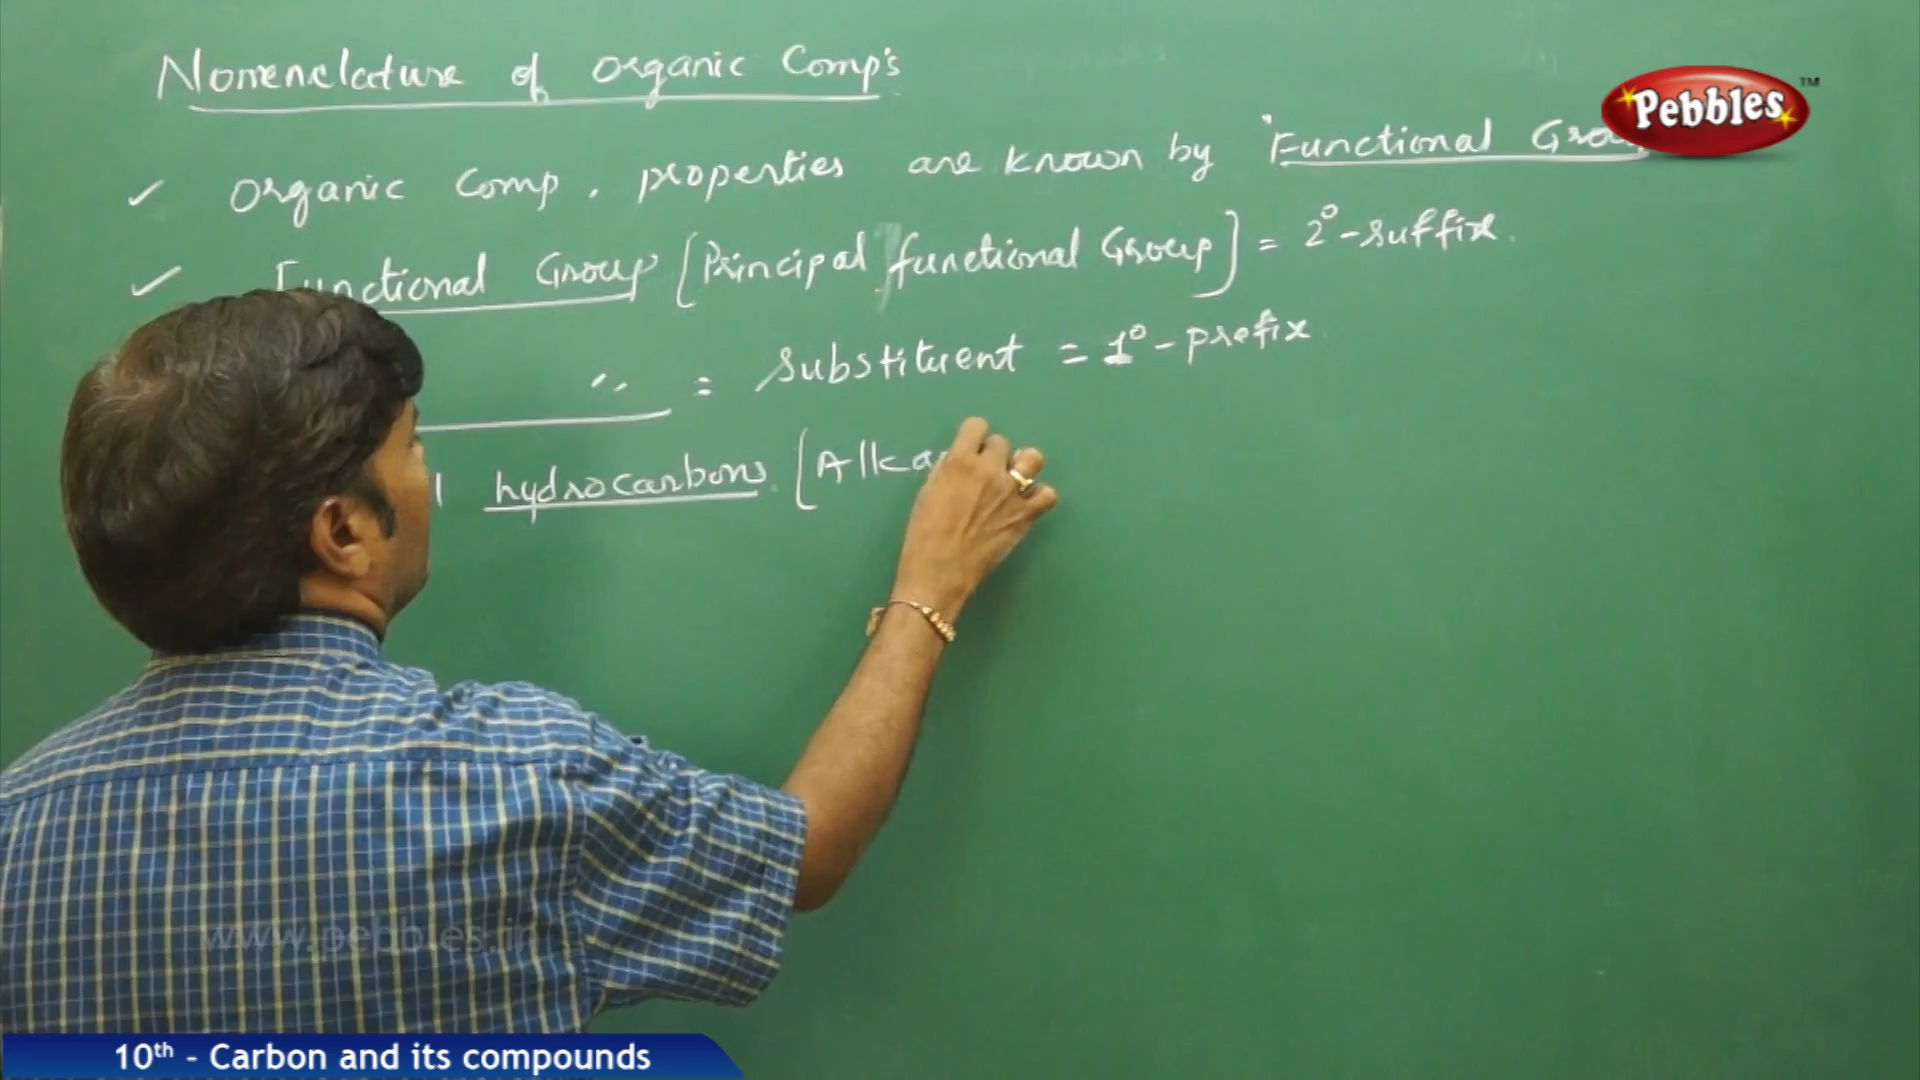 Nomenclature of organic Comp's
Pebbles TM
✓ organic Comp. properties are known by Functional
✓ Functional Group [Principal functional Group] = 2° - suffix.
〃 = substituent = 1° - prefix
hydrocarbons. [Alka
www.pebbles.in
10th - Carbon and its compounds